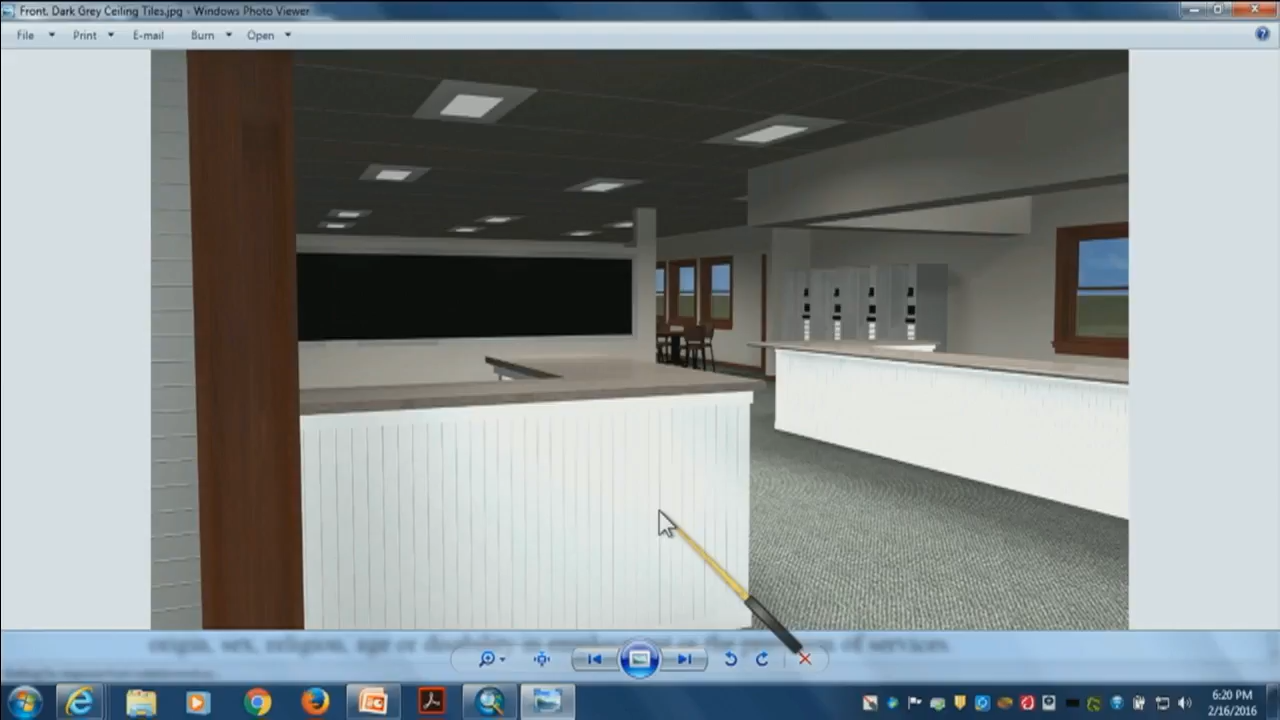 Front, Dark Grey Ceiling Tiles.jpg - Windows Photo Viewer
File Print E-mail Burn Open
origin, sex, religion, age or disability in employment or the provision of services.
6:20 PM
2/16/2016